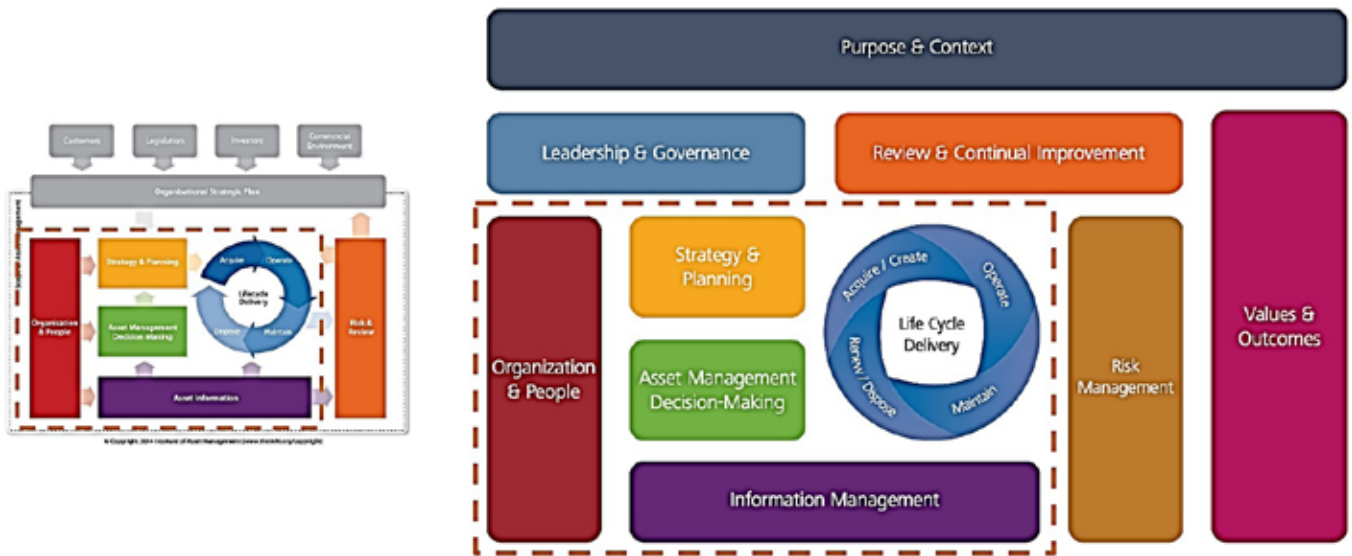 Customers
Legislation
Investors
Commercial
Environment
Organisational Strategic Plan
Strategy & Planning
Acquire
Operate
Lifecycle
Delivery
Dispose
Maintain
Organisation
& People
Asset Management
Decision-Making
Risk &
Review
Asset Information
Purpose & Context
Leadership & Governance
Review & Continual Improvement
Organization
& People
Strategy &
Planning
Asset Management
Decision-Making
Acquire / Create
Operate
Life Cycle
Delivery
Renew / Dispose
Maintain
Information Management
Risk
Management
Values &
Outcomes